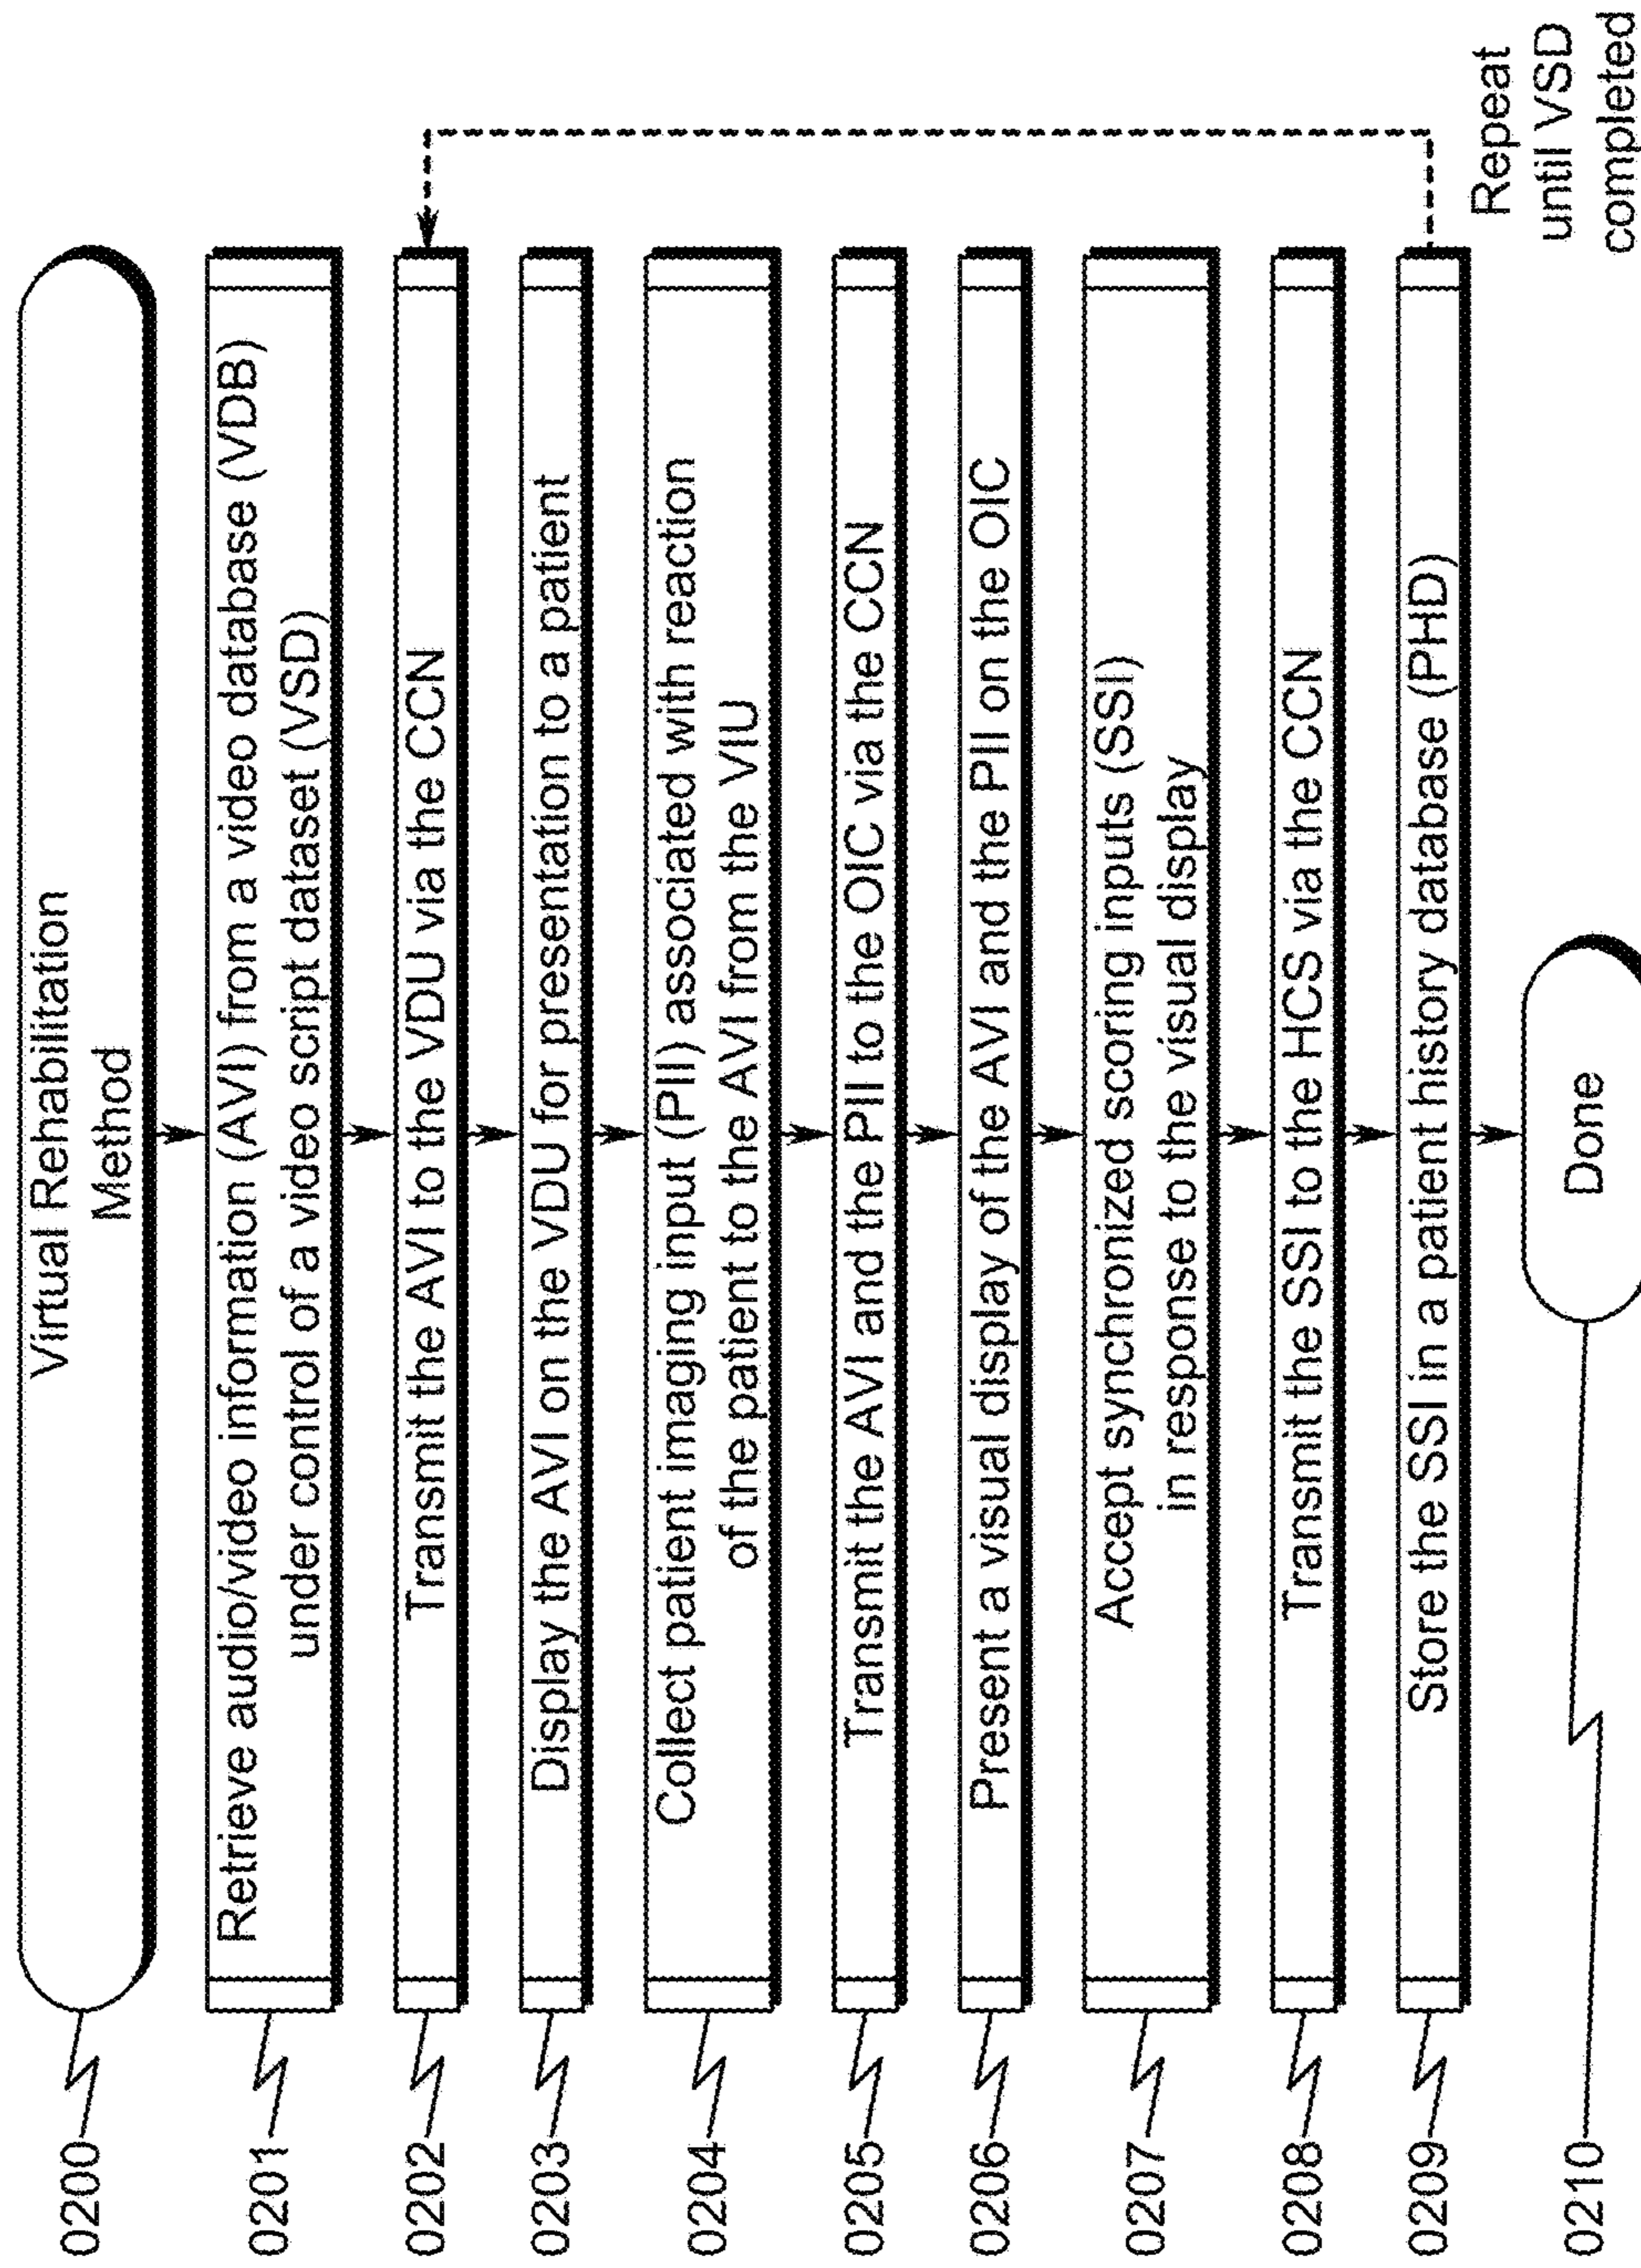 Virtual Rehabilitation
Method
0200
Retrieve audio/video information (AVI) from a video database (VDB)
under control of a video script dataset (VSD)
0201
Transmit the AVI to the VDU via the CCN
0202
Display the AVI on the VDU for presentation to a patient
0203
Collect patient imaging input (PII) associated with reaction
of the patient to the AVI from the VIU
0204
Transmit the AVI and the PII to the OIC via the CCN
0205
Present a visual display of the AVI and the PII on the OIC
0206
Accept synchronized scoring inputs (SSI)
in response to the visual display
0207
Transmit the SSI to the HCS via the CCN
0208
Store the SSI in a patient history database (PHD)
0209
Repeat
until VSD
completed
Done
0210